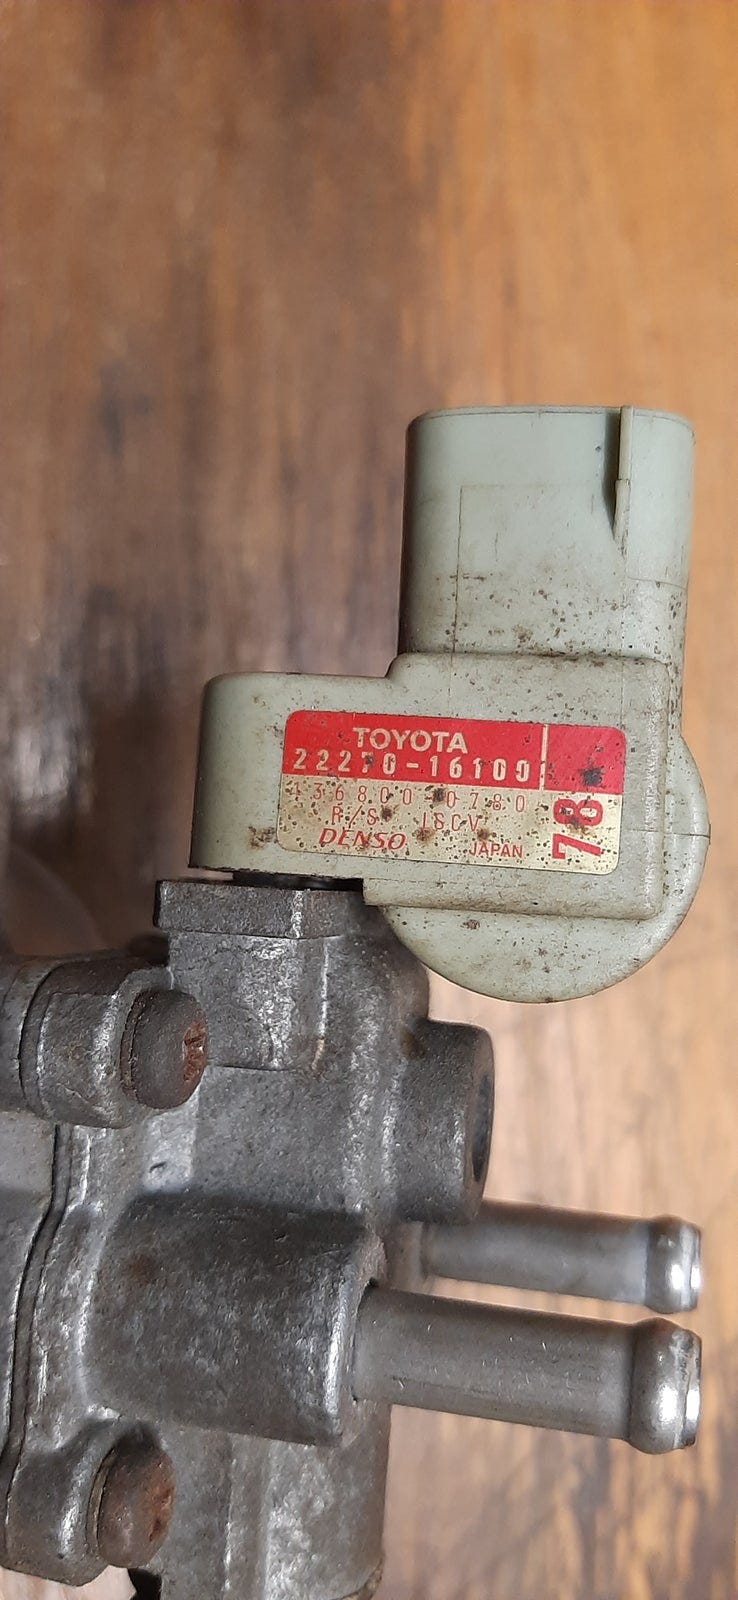 TOYOTA
22270-16100
136800-0780
R/S ISCV
DENSO JAPAN
78